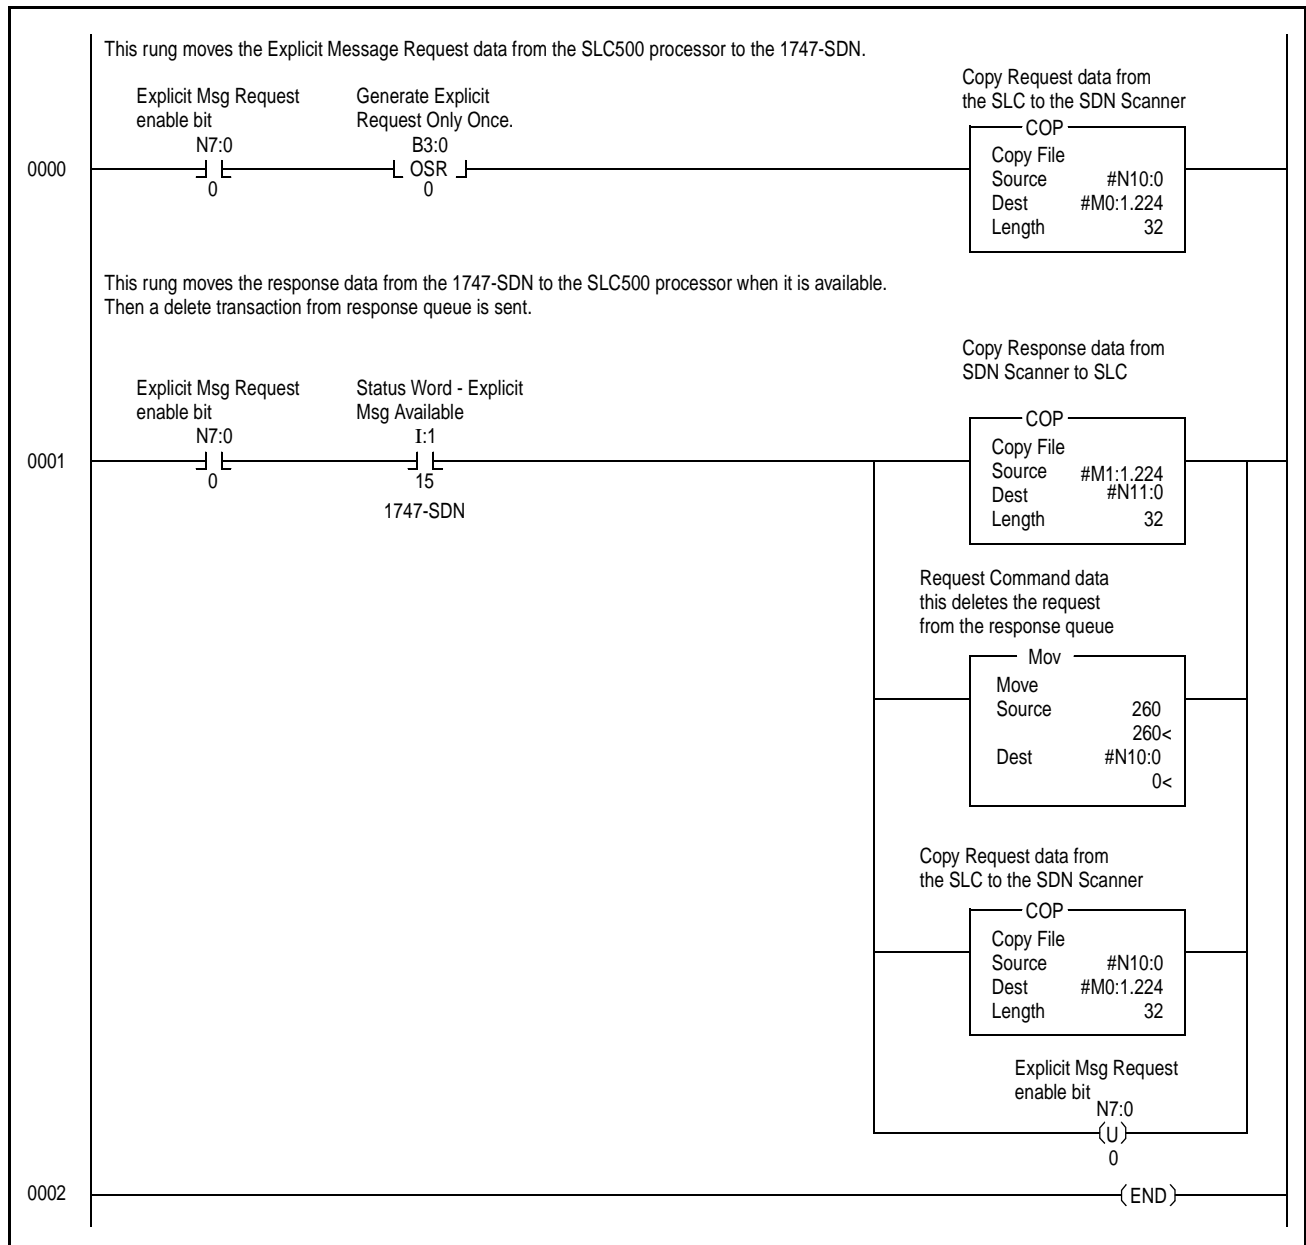 This rung moves the Explicit Message Request data from the SLC500 processor to the 1747-SDN.
Explicit Msg Request
enable bit
N7:0
0
Generate Explicit
Request Only Once.
B3:0
OSR
0
Copy Request data from
the SLC to the SDN Scanner
COP
Copy File
Source #N10:0
Dest #M0:1.224
Length 32
0000
This rung moves the response data from the 1747-SDN to the SLC500 processor when it is available.
Then a delete transaction from response queue is sent.
Explicit Msg Request
enable bit
N7:0
0
Status Word - Explicit
Msg Available
I:1
15
1747-SDN
Copy Response data from
SDN Scanner to SLC
COP
Copy File
Source #M1:1.224
Dest #N11:0
Length 32
0001
Request Command data
this deletes the request
from the response queue
Mov
Move
Source 260
260<
Dest #N10:0
0<
Copy Request data from
the SLC to the SDN Scanner
COP
Copy File
Source #N10:0
Dest #M0:1.224
Length 32
Explicit Msg Request
enable bit
N7:0
(U)
0
0002
(END)